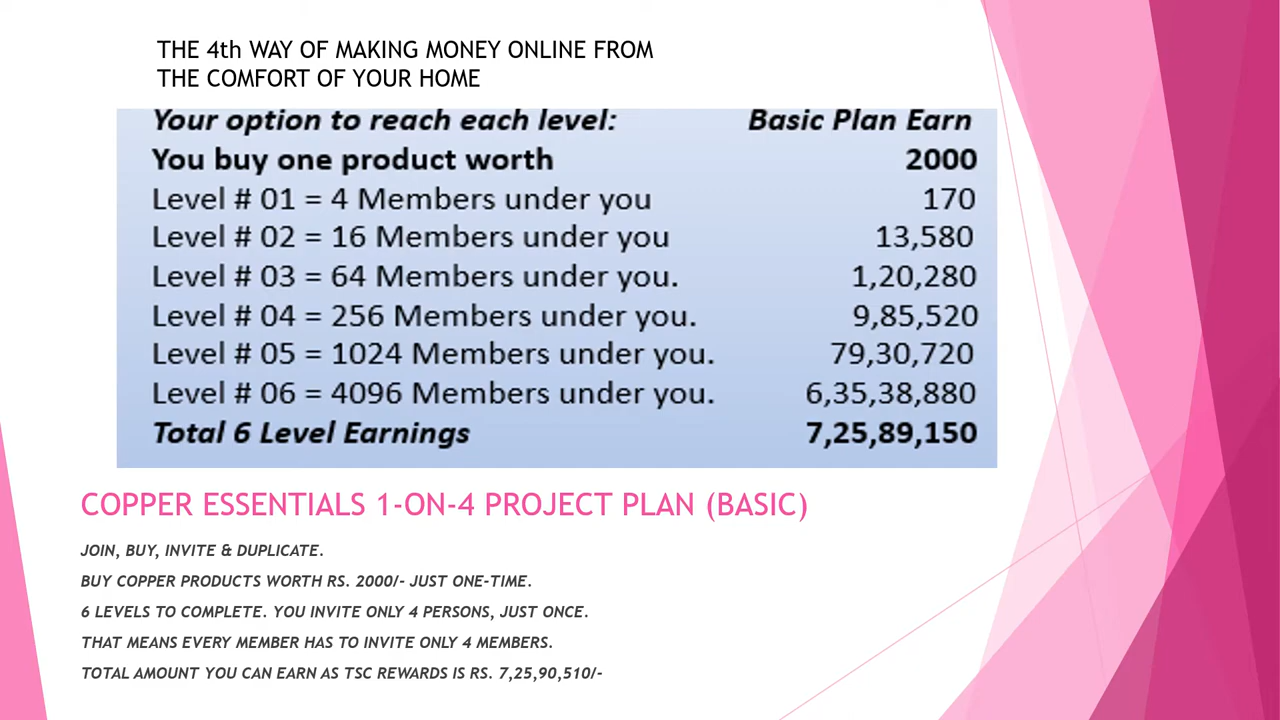 THE 4th WAY OF MAKING MONEY ONLINE FROM
THE COMFORT OF YOUR HOME
Your option to reach each level: Basic Plan Earn
You buy one product worth 2000
Level # 01 = 4 Members under you 170
Level # 02 = 16 Members under you 13,580
Level # 03 = 64 Members under you. 1,20,280
Level # 04 = 256 Members under you. 9,85,520
Level # 05 = 1024 Members under you. 79,30,720
Level # 06 = 4096 Members under you. 6,35,38,880
Total 6 Level Earnings 7,25,89,150
COPPER ESSENTIALS 1-ON-4 PROJECT PLAN (BASIC)
JOIN, BUY, INVITE & DUPLICATE.
BUY COPPER PRODUCTS WORTH RS. 2000/- JUST ONE-TIME.
6 LEVELS TO COMPLETE. YOU INVITE ONLY 4 PERSONS, JUST ONCE.
THAT MEANS EVERY MEMBER HAS TO INVITE ONLY 4 MEMBERS.
TOTAL AMOUNT YOU CAN EARN AS TSC REWARDS IS RS. 7,25,90,510/-